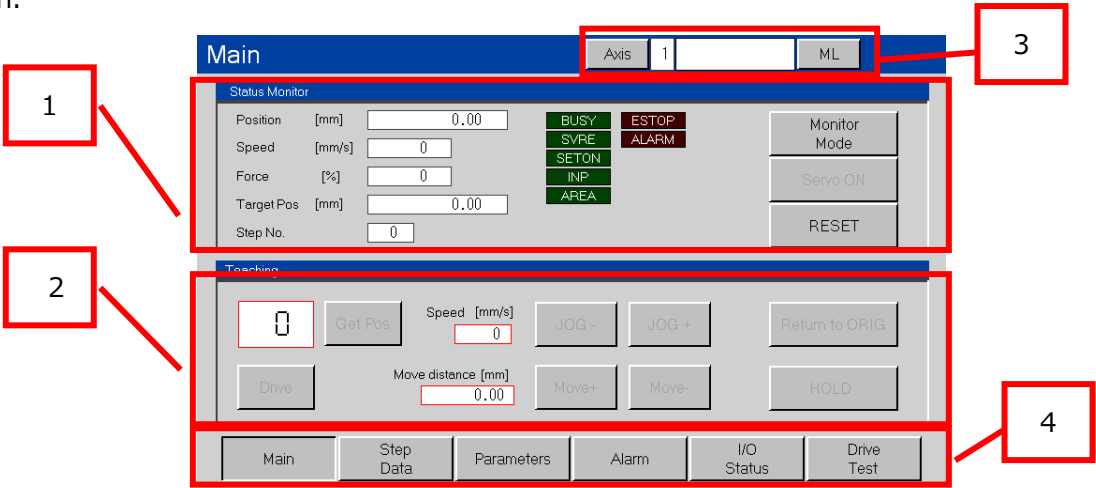 n.
Main Axis 1 ML 3
1 Status Monitor
Position [mm] 0.00 BUSY ESTOP Monitor Mode
Speed [mm/s] 0 SVRE ALARM
SETON
Force [%] 0 INP Servo ON
Target Pos [mm] 0.00 AREA
Step No. 0 RESET
2 Teaching
0 Get Pos Speed [mm/s] 0 JOG - JOG + Return to ORIG
Drive Move distance [mm] 0.00 Move+ Move- HOLD
4
Main Step Data Parameters Alarm I/O Status Drive Test